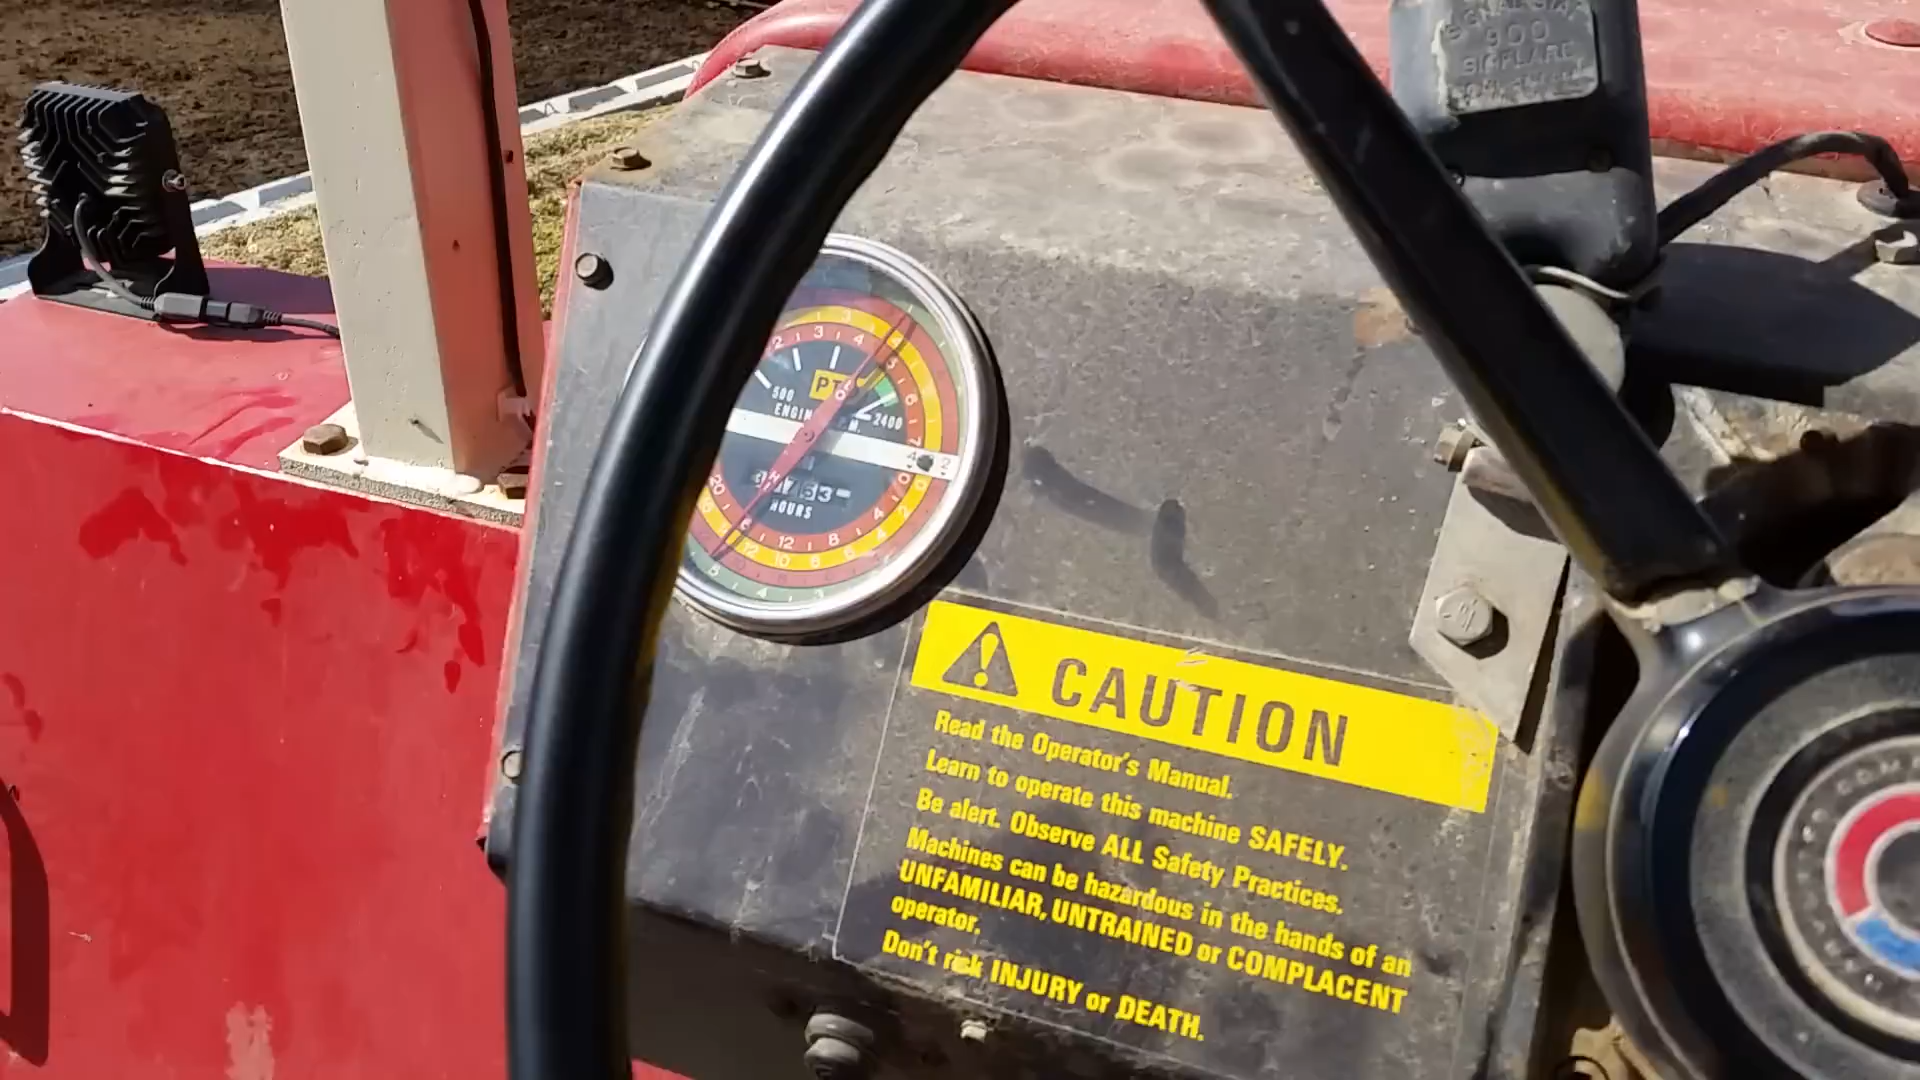 900
PT
500
2400
HOURS
CAUTION
Read the Operator's Manual.
Learn to operate this machine SAFELY.
Be alert. Observe ALL Safety Practices.
Machines can be hazardous in the hands of an
UNFAMILIAR, UNTRAINED or COMPLACENT
operator.
Don't risk INJURY or DEATH.